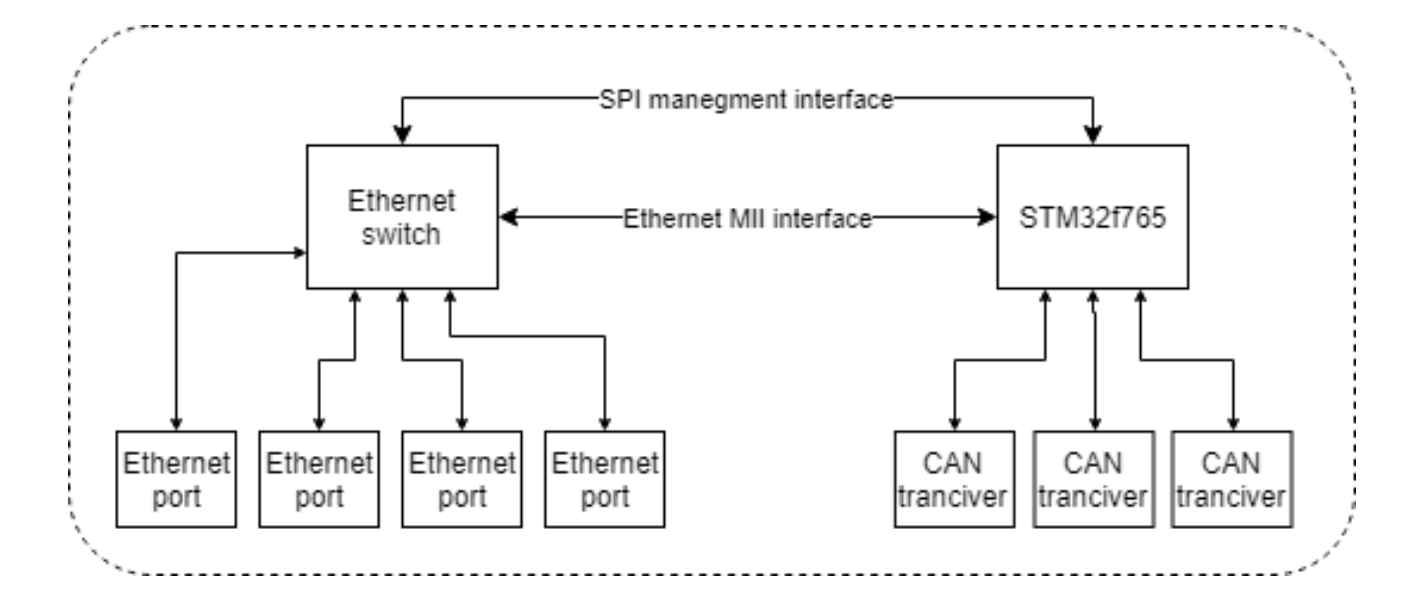 SPI manegment interface
Ethernet
switch
Ethernet MII interface
STM32f765
Ethernet
port
Ethernet
port
Ethernet
port
Ethernet
port
CAN
tranciver
CAN
tranciver
CAN
tranciver